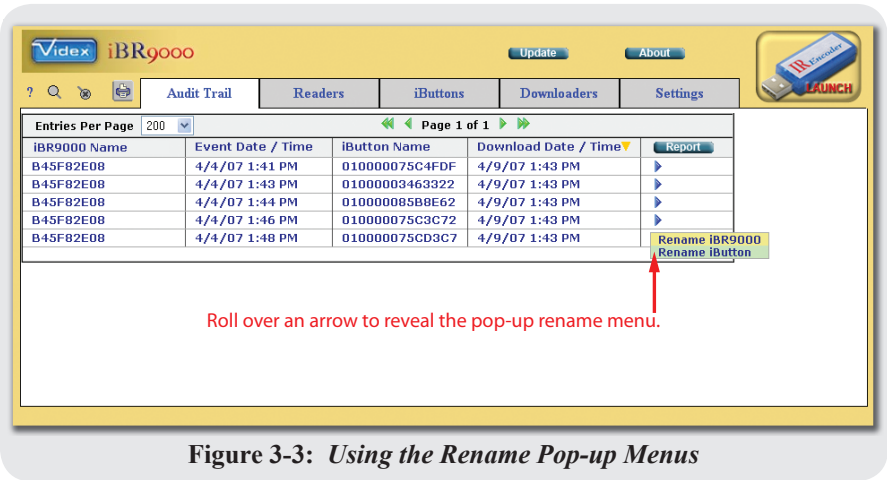 Videx iBR9000
Update About
IR Encoder
LAUNCH
? Audit Trail Readers iButtons Downloaders Settings
Entries Per Page 200 Page 1 of 1
iBR9000 Name Event Date / Time iButton Name Download Date / Time Report
B45F82E08 4/4/07 1:41 PM 010000075C4FDF 4/9/07 1:43 PM
B45F82E08 4/4/07 1:43 PM 01000003463322 4/9/07 1:43 PM
B45F82E08 4/4/07 1:44 PM 010000085B8E62 4/9/07 1:43 PM
B45F82E08 4/4/07 1:46 PM 010000075C3C72 4/9/07 1:43 PM
B45F82E08 4/4/07 1:48 PM 010000075CD3C7 4/9/07 1:43 PM
Rename iBR9000
Rename iButton
Roll over an arrow to reveal the pop-up rename menu.
Figure 3-3: Using the Rename Pop-up Menus